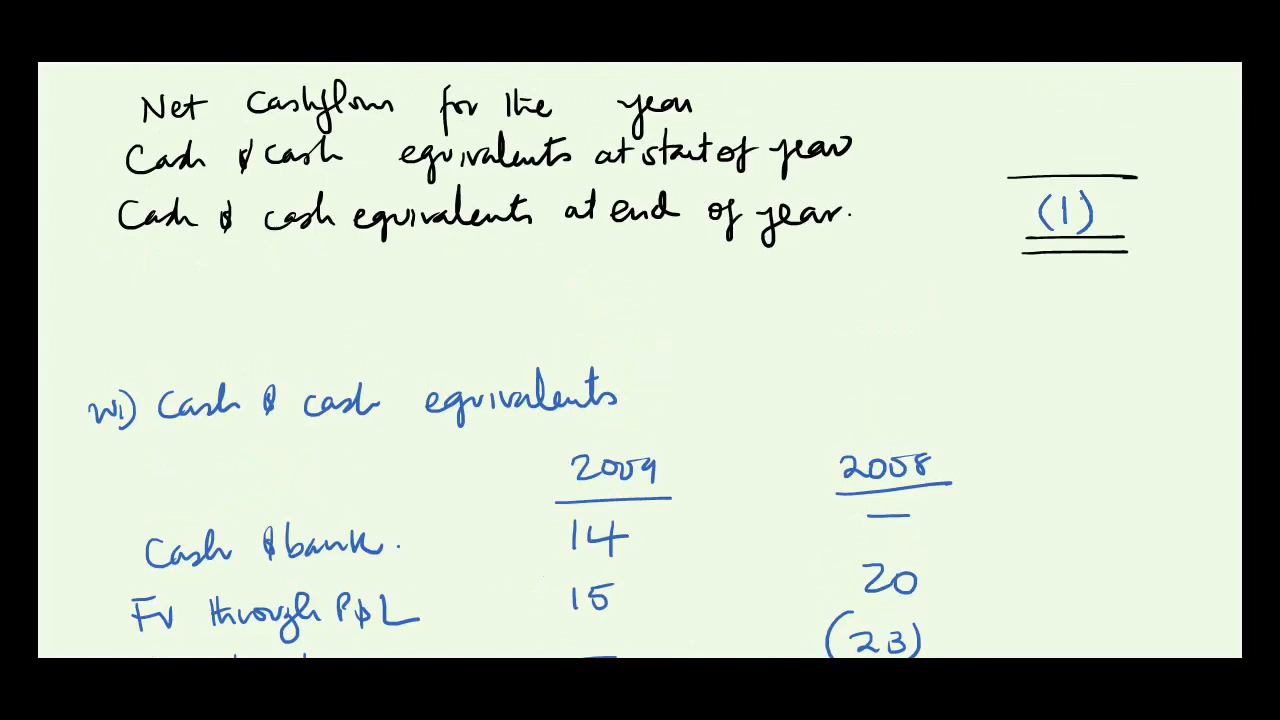 Net Cashflow for the year
Cash & cash equivalents at start of year
Cash & cash equivalents at end of year. (1)
W1) Cash & cash equivalents
2009 2008
Cash & bank. 14 —
FV through P&L 15 20
— (23)